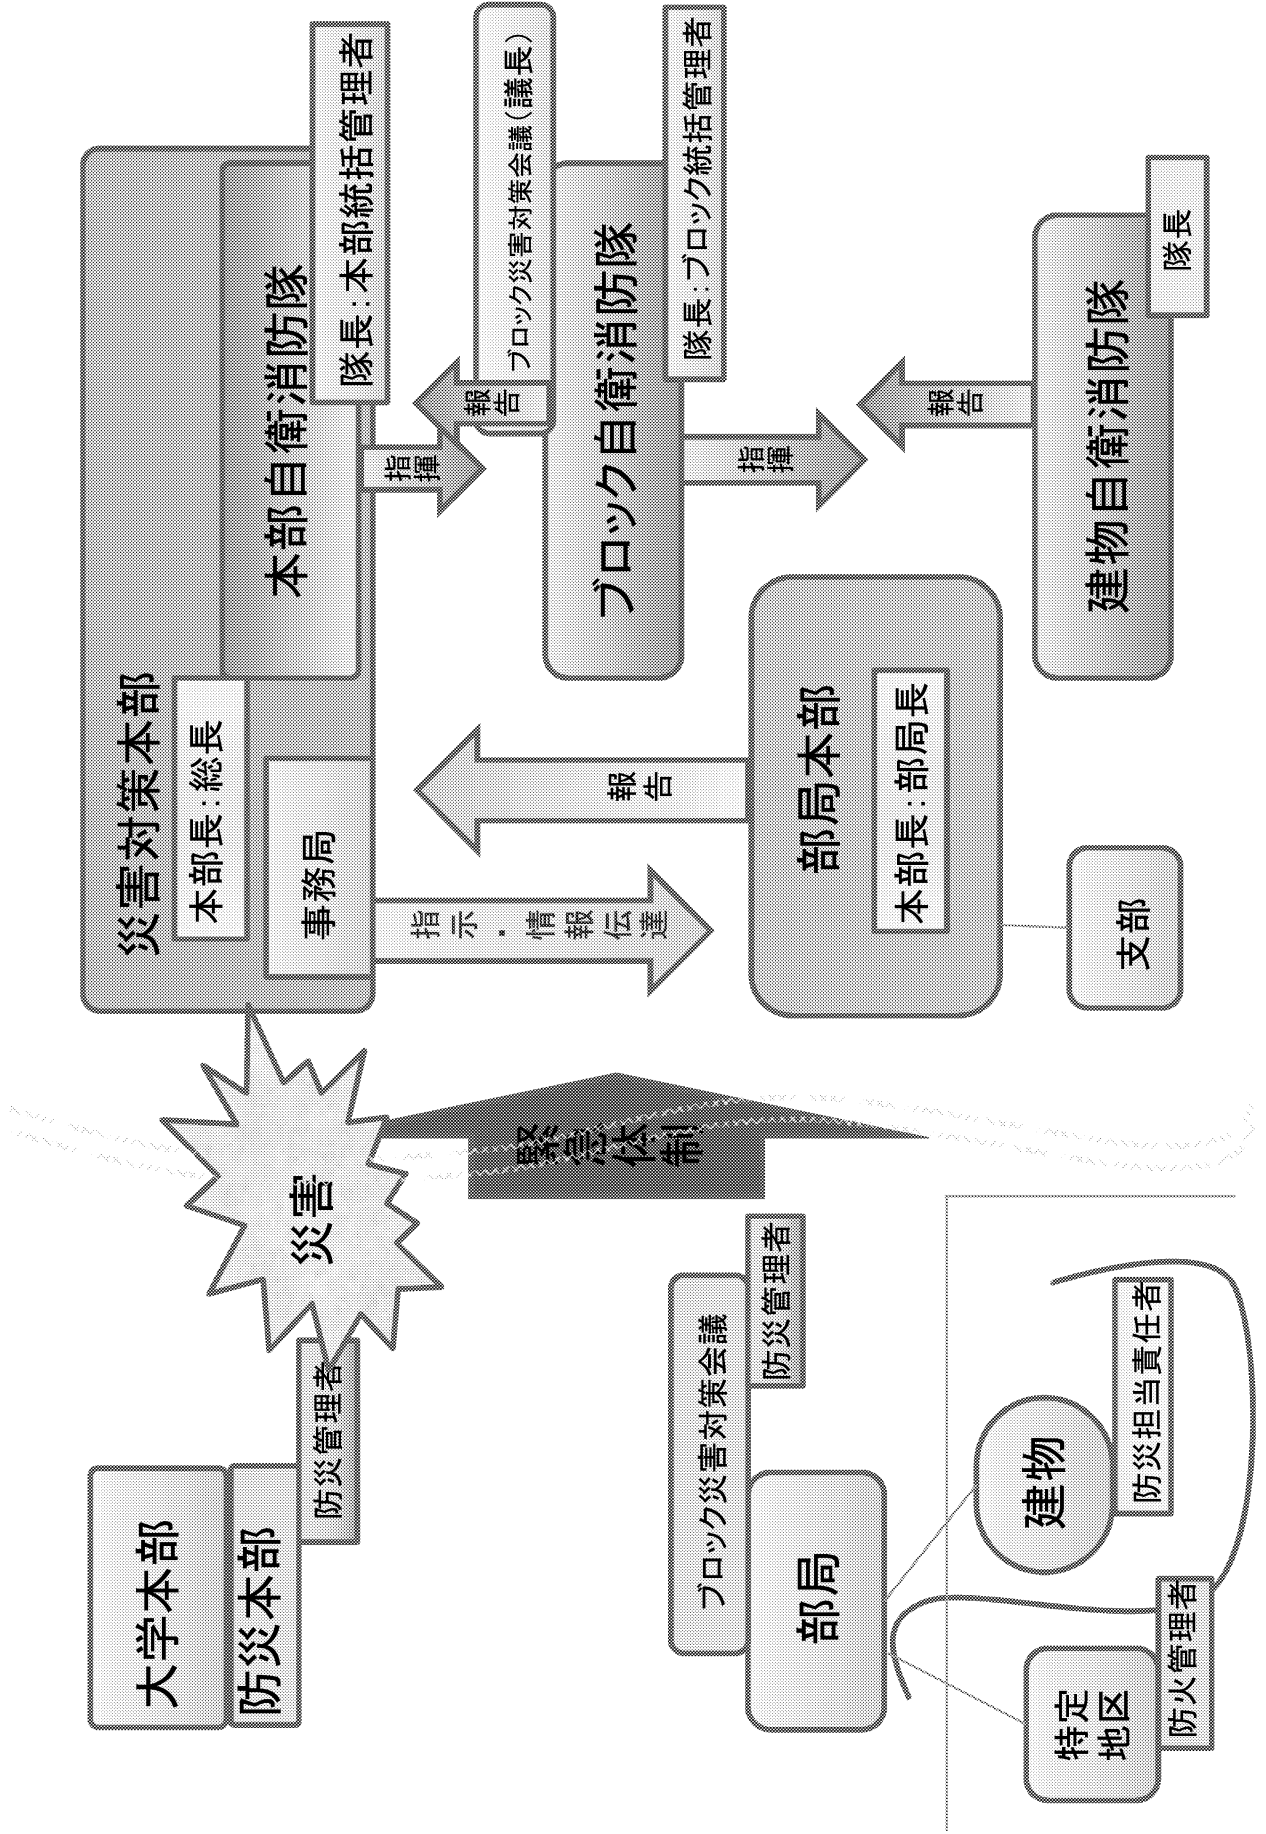 大学本部
防災本部
防災管理者
ブロック災害対策会議
防災管理者
部局
特定
地区
防火管理者
建物
防災担当責任者
災害
緊急体制
災害対策本部
本部長：総長
事務局
本部自衛消防隊
隊長：本部統括管理者
指示・情報伝達
報告
指揮
報告
ブロック災害対策会議（議長）
ブロック自衛消防隊
隊長：ブロック統括管理者
部局本部
本部長：部局長
支部
指揮
報告
建物自衛消防隊
隊長